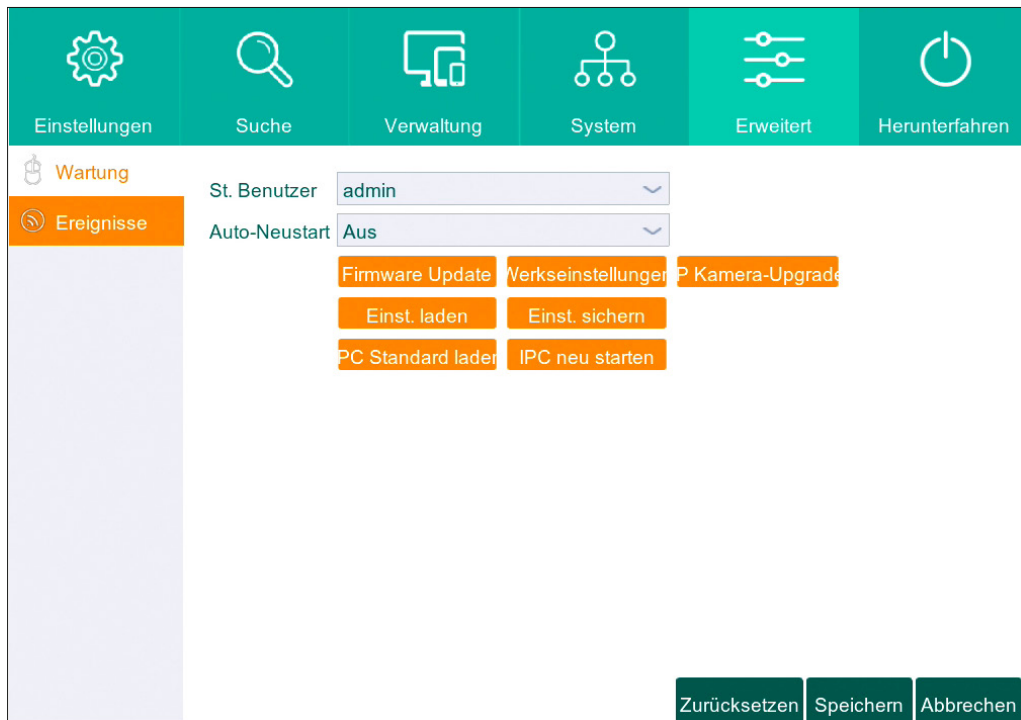 Einstellungen Suche Verwaltung System Erweitert Herunterfahren
Wartung
Ereignisse
St. Benutzer admin
Auto-Neustart Aus
Firmware Update Werkseinstellungen P Kamera-Upgrade
Einst. laden Einst. sichern
PC Standard laden IPC neu starten
Zurücksetzen Speichern Abbrechen